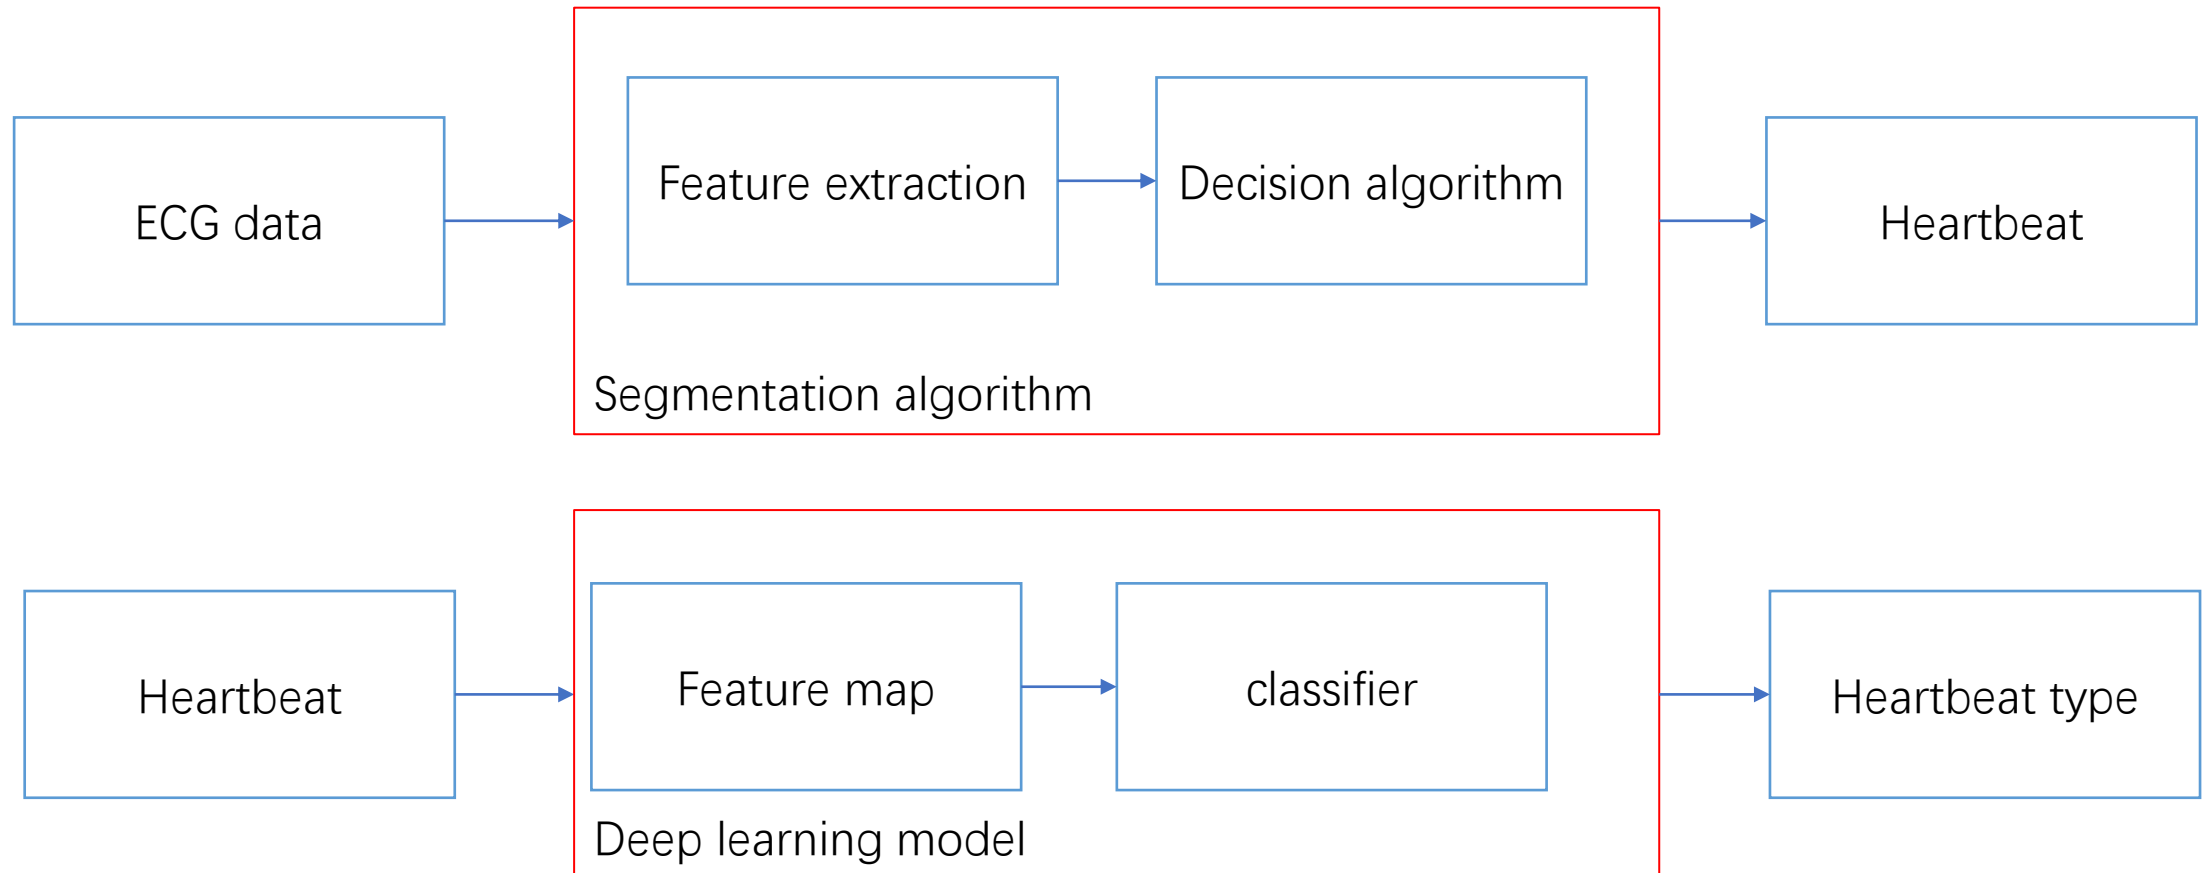 ECG data
Feature extraction
Decision algorithm
Heartbeat
Segmentation algorithm
Heartbeat
Feature map
classifier
Heartbeat type
Deep learning model